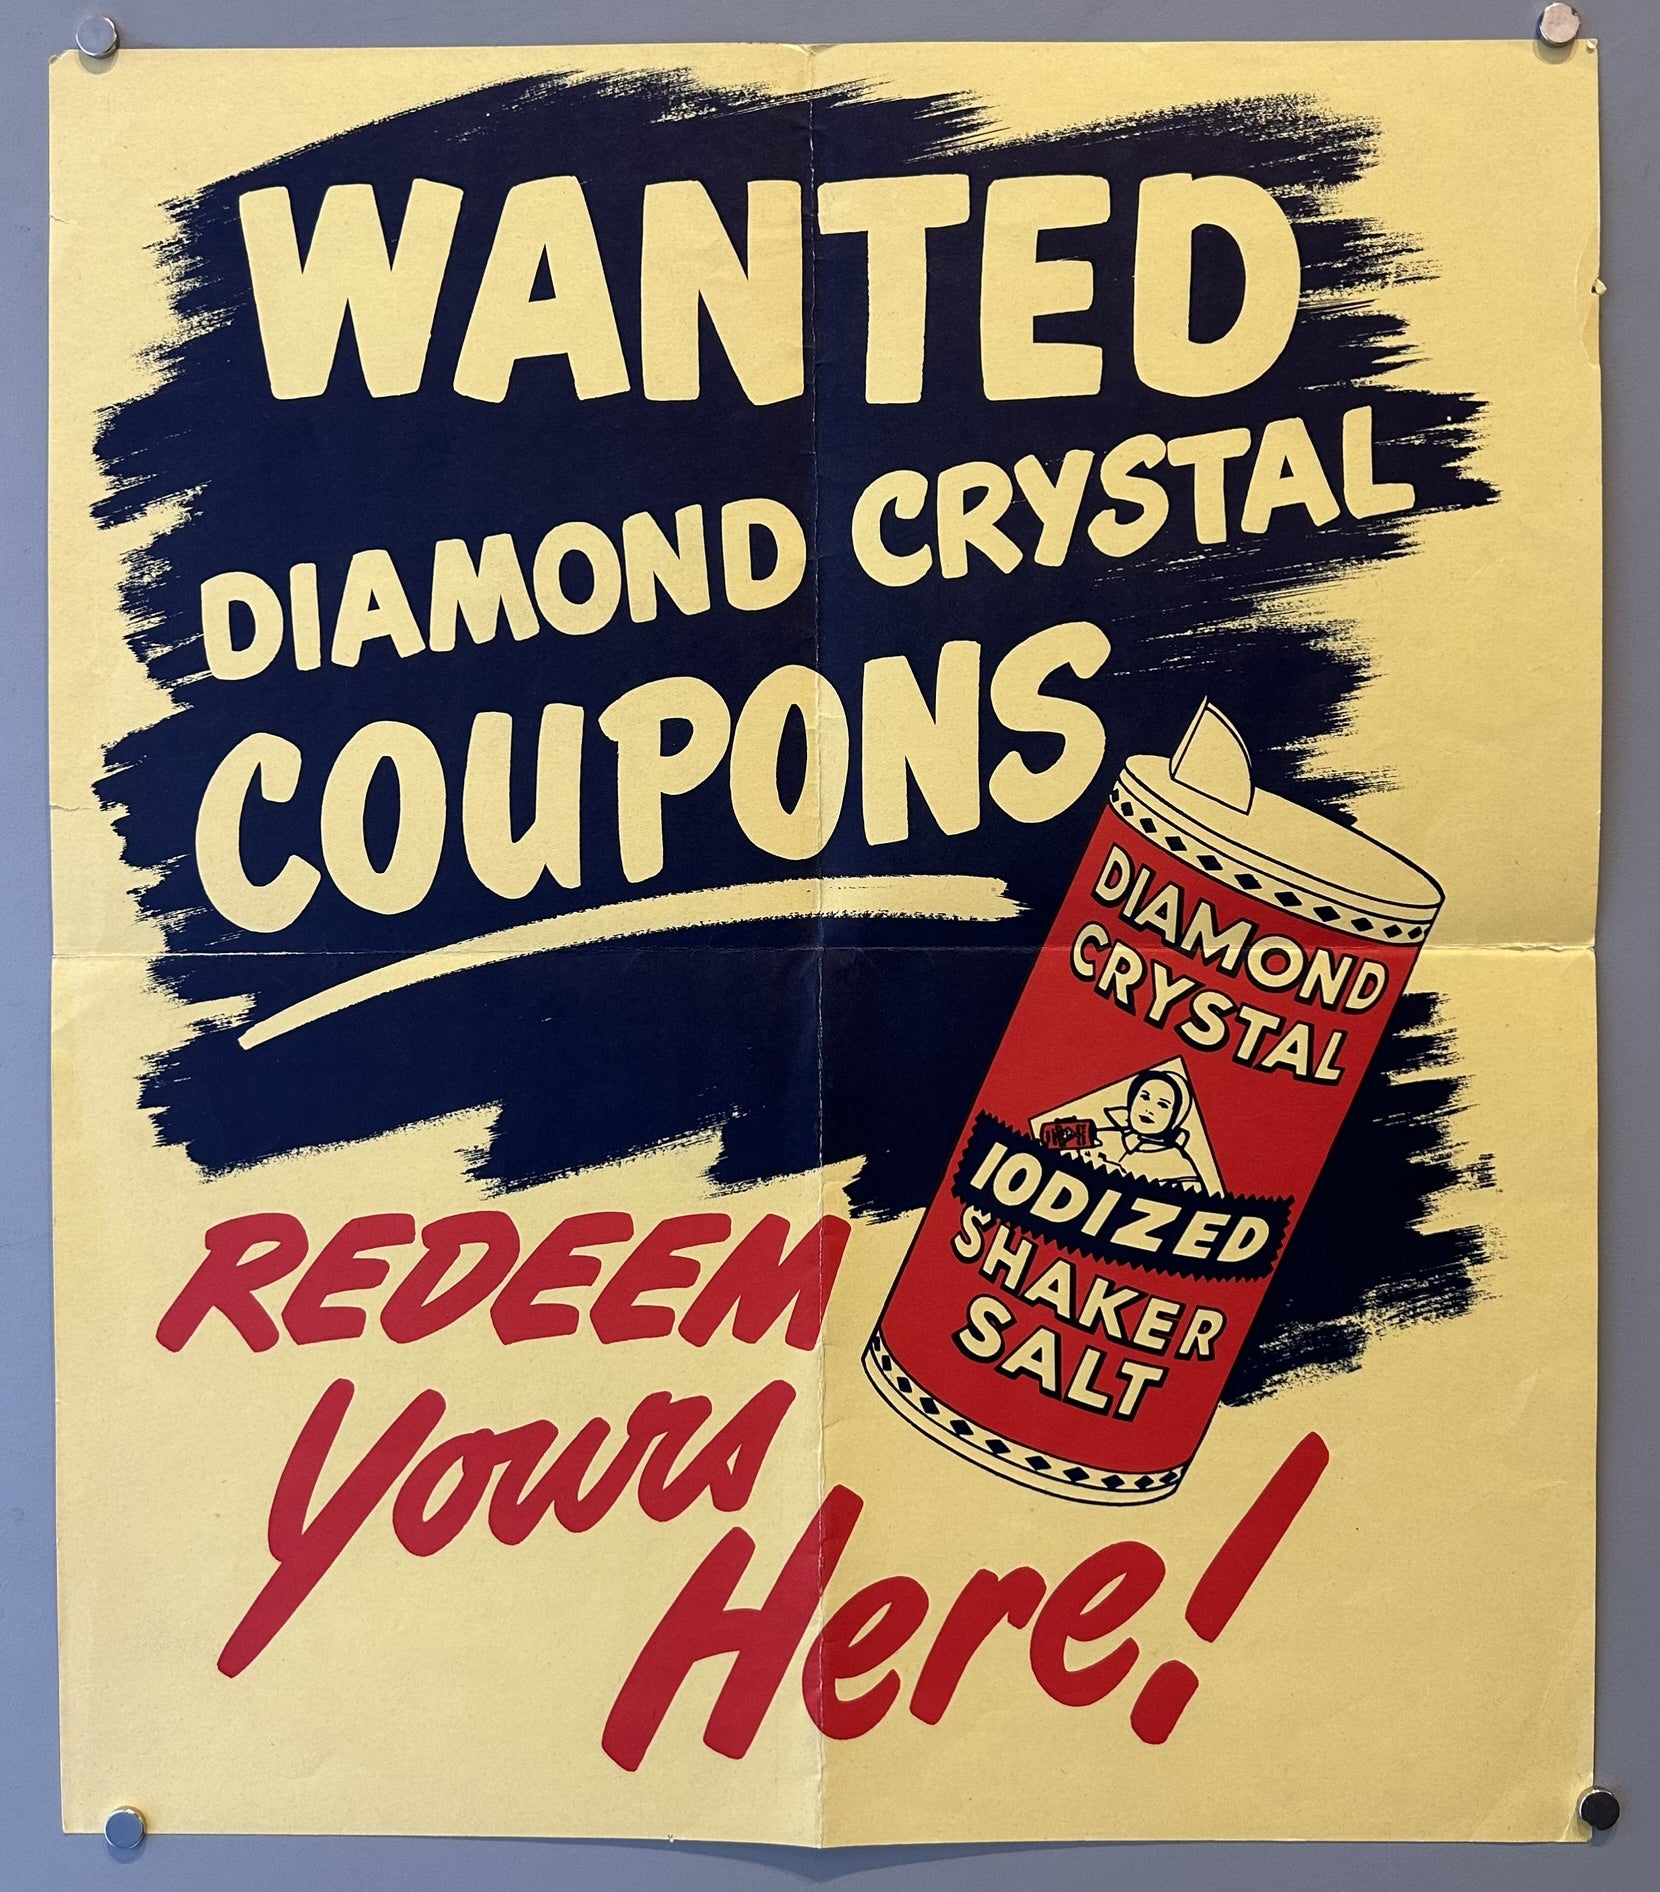 WANTED
DIAMOND CRYSTAL
COUPONS
DIAMOND
CRYSTAL
IODIZED
SHAKER
SALT
REDEEM
yours
Here!